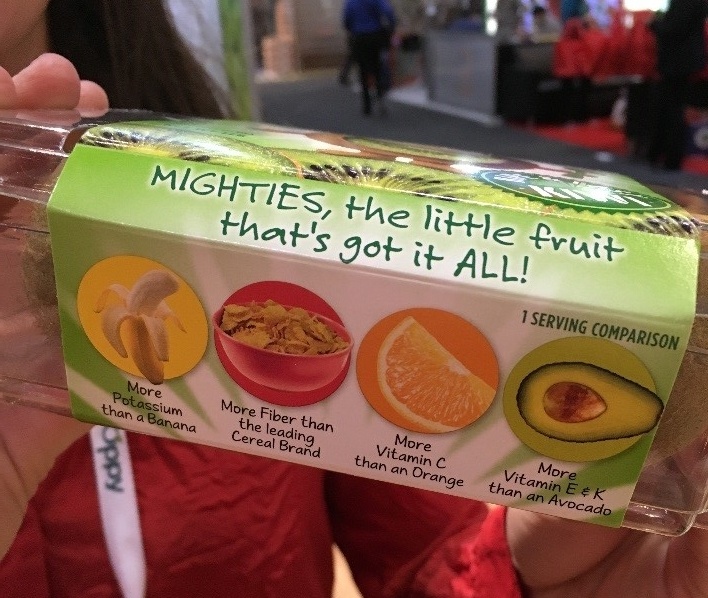 KIWI
MIGHTIES, the little fruit
that's got it ALL!
1 SERVING COMPARISON
More
Potassium
than a Banana
More Fiber than
the leading
Cereal Brand
More
Vitamin C
than an Orange
More
Vitamin E & K
than an Avocado